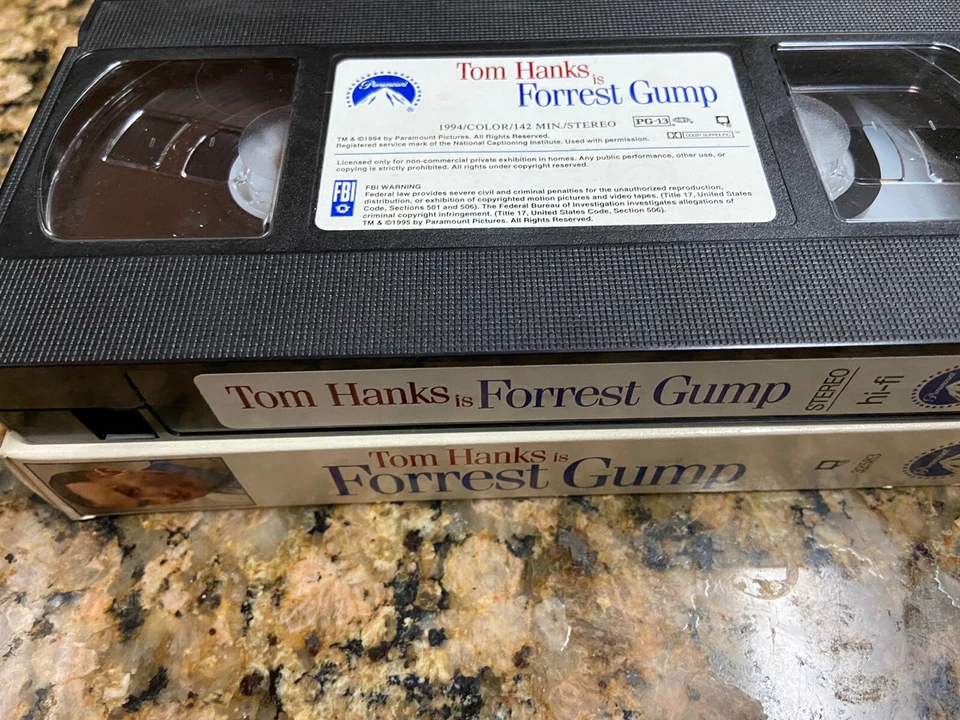 Paramount
®
Tom Hanks is
Forrest Gump
1994/COLOR/142 MIN./STEREO PG-13
TM & ©1994 by Paramount Pictures. All Rights Reserved.
Registered service mark of the National Captioning Institute. Used with permission.
DOLBY SURROUND ™
Licensed only for non-commercial private exhibition in homes. Any public performance, other use, or
copying is strictly prohibited. All rights under copyright reserved.
FBI
FBI WARNING
Federal law provides severe civil and criminal penalties for the unauthorized reproduction,
distribution, or exhibition of copyrighted motion pictures and video tapes. (Title 17, United States
Code, Sections 501 and 506). The Federal Bureau of Investigation investigates allegations of
criminal copyright infringement. (Title 17, United States Code, Section 506).
TM & ©1995 by Paramount Pictures. All Rights Reserved.
Tom Hanks is Forrest Gump STEREO hi-fi
Tom Hanks is
Forrest Gump